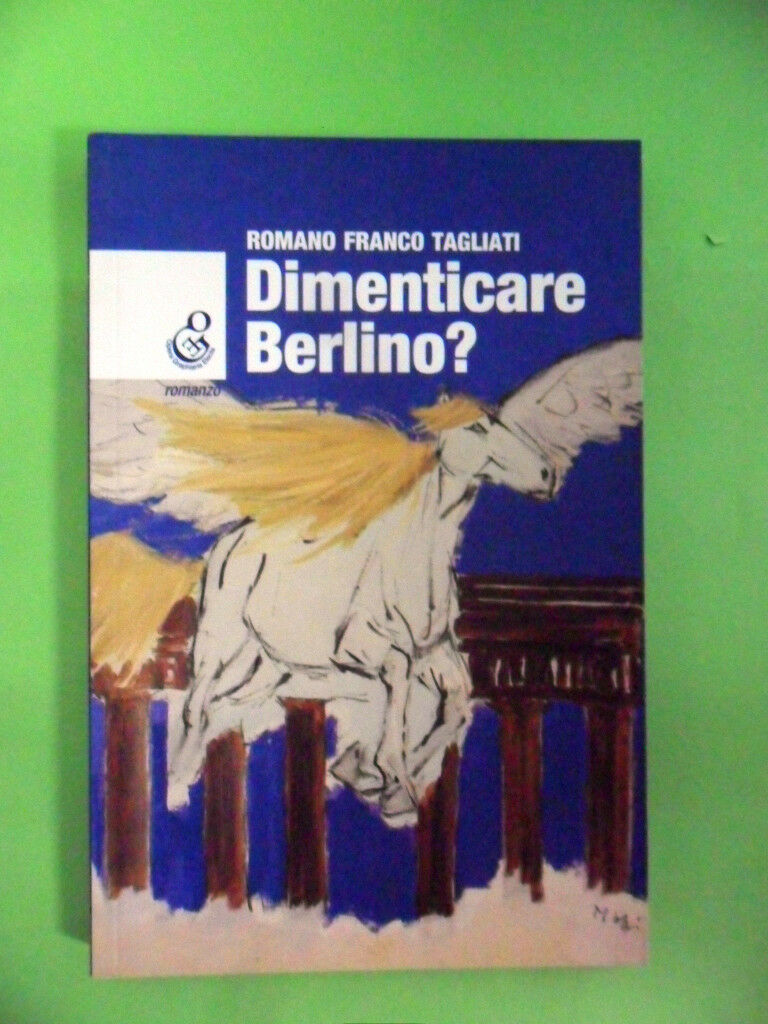 ROMANO FRANCO TAGLIATI
Dimenticare
Berlino?
romanzo